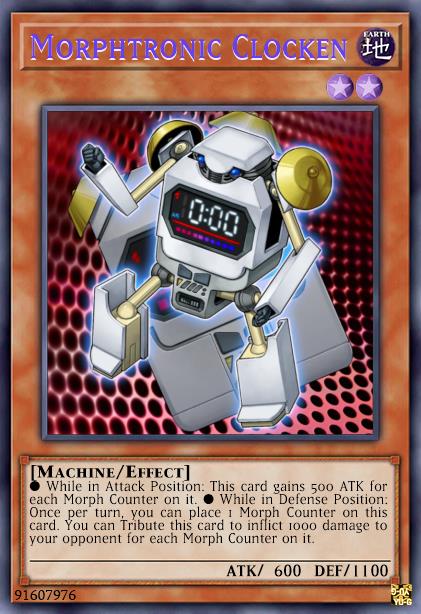 MORPHTRONIC CLOCKEN
EARTH
地
0:00
[MACHINE/EFFECT]
● While in Attack Position: This card gains 500 ATK for
each Morph Counter on it. ● While in Defense Position:
Once per turn, you can place 1 Morph Counter on this
card. You can Tribute this card to inflict 1000 damage to
your opponent for each Morph Counter on it.
ATK/ 600 DEF/1100
91607976